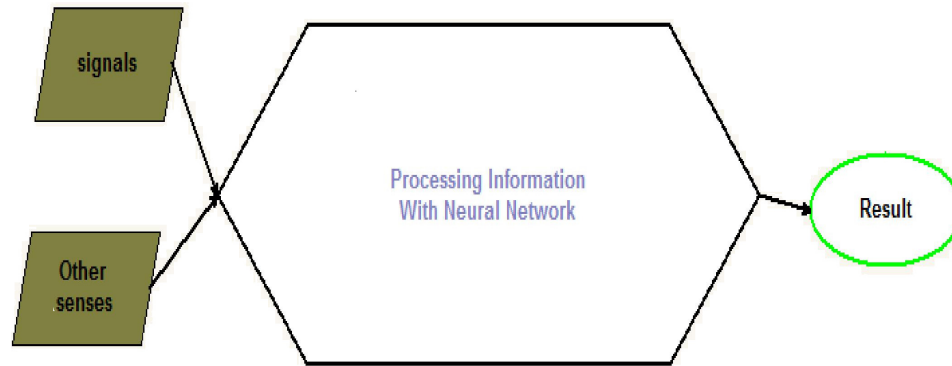 signals
Other
senses
Processing Information
With Neural Network
Result